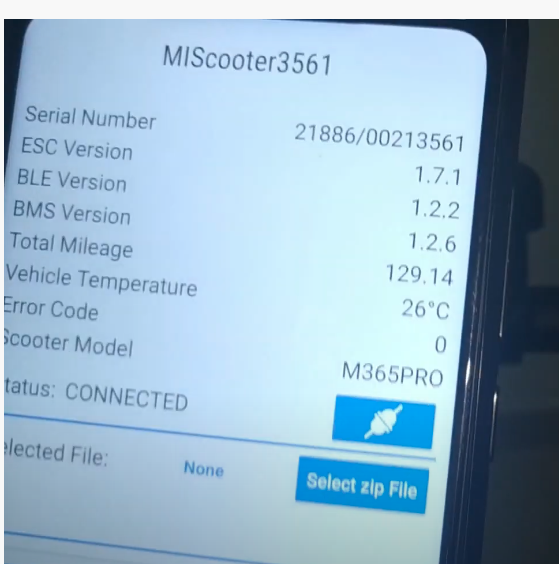 MIScooter3561
Serial Number 21886/00213561
ESC Version 1.7.1
BLE Version 1.2.2
BMS Version 1.2.6
Total Mileage 129.14
Vehicle Temperature 26°C
Error Code 0
Scooter Model M365PRO
tatus: CONNECTED
elected File: None Select zip File